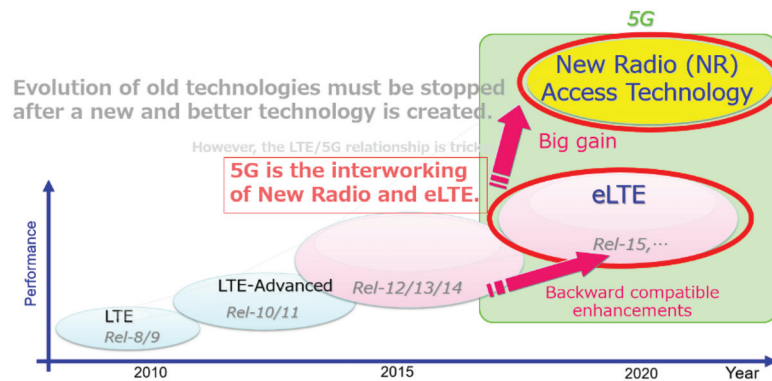 5G
New Radio (NR)
Access Technology
Evolution of old technologies must be stopped
after a new and better technology is created.
However, the LTE/5G relationship is trick
Big gain
5G is the interworking
of New Radio and eLTE.
eLTE
Rel-15,…
Performance
LTE-Advanced
Rel-12/13/14
Rel-10/11
LTE
Rel-8/9
Backward compatible
enhancements
2010
2015
2020
Year